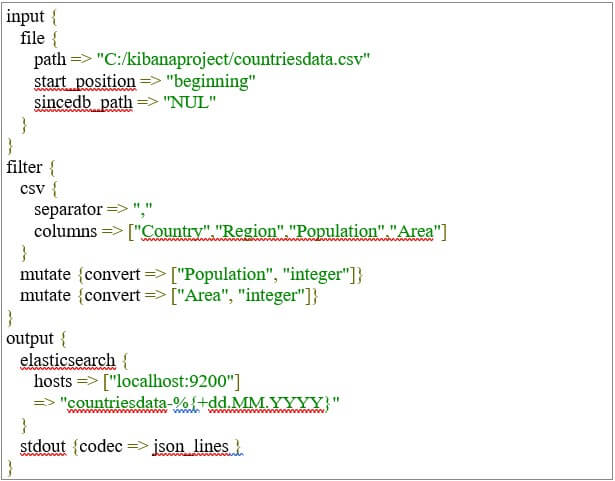 input {
file {
path => "C:/kibanaproject/countriesdata.csv"
start_position => "beginning"
sincedb_path => "NUL"
}
}
filter {
csv {
separator => ","
columns => ["Country","Region","Population","Area"]
}
mutate {convert => ["Population", "integer"]}
mutate {convert => ["Area", "integer"]}
}
output {
elasticsearch {
hosts => ["localhost:9200"]
=> "countriesdata-%{+dd.MM.YYYY}"
}
stdout {codec => json_lines }
}